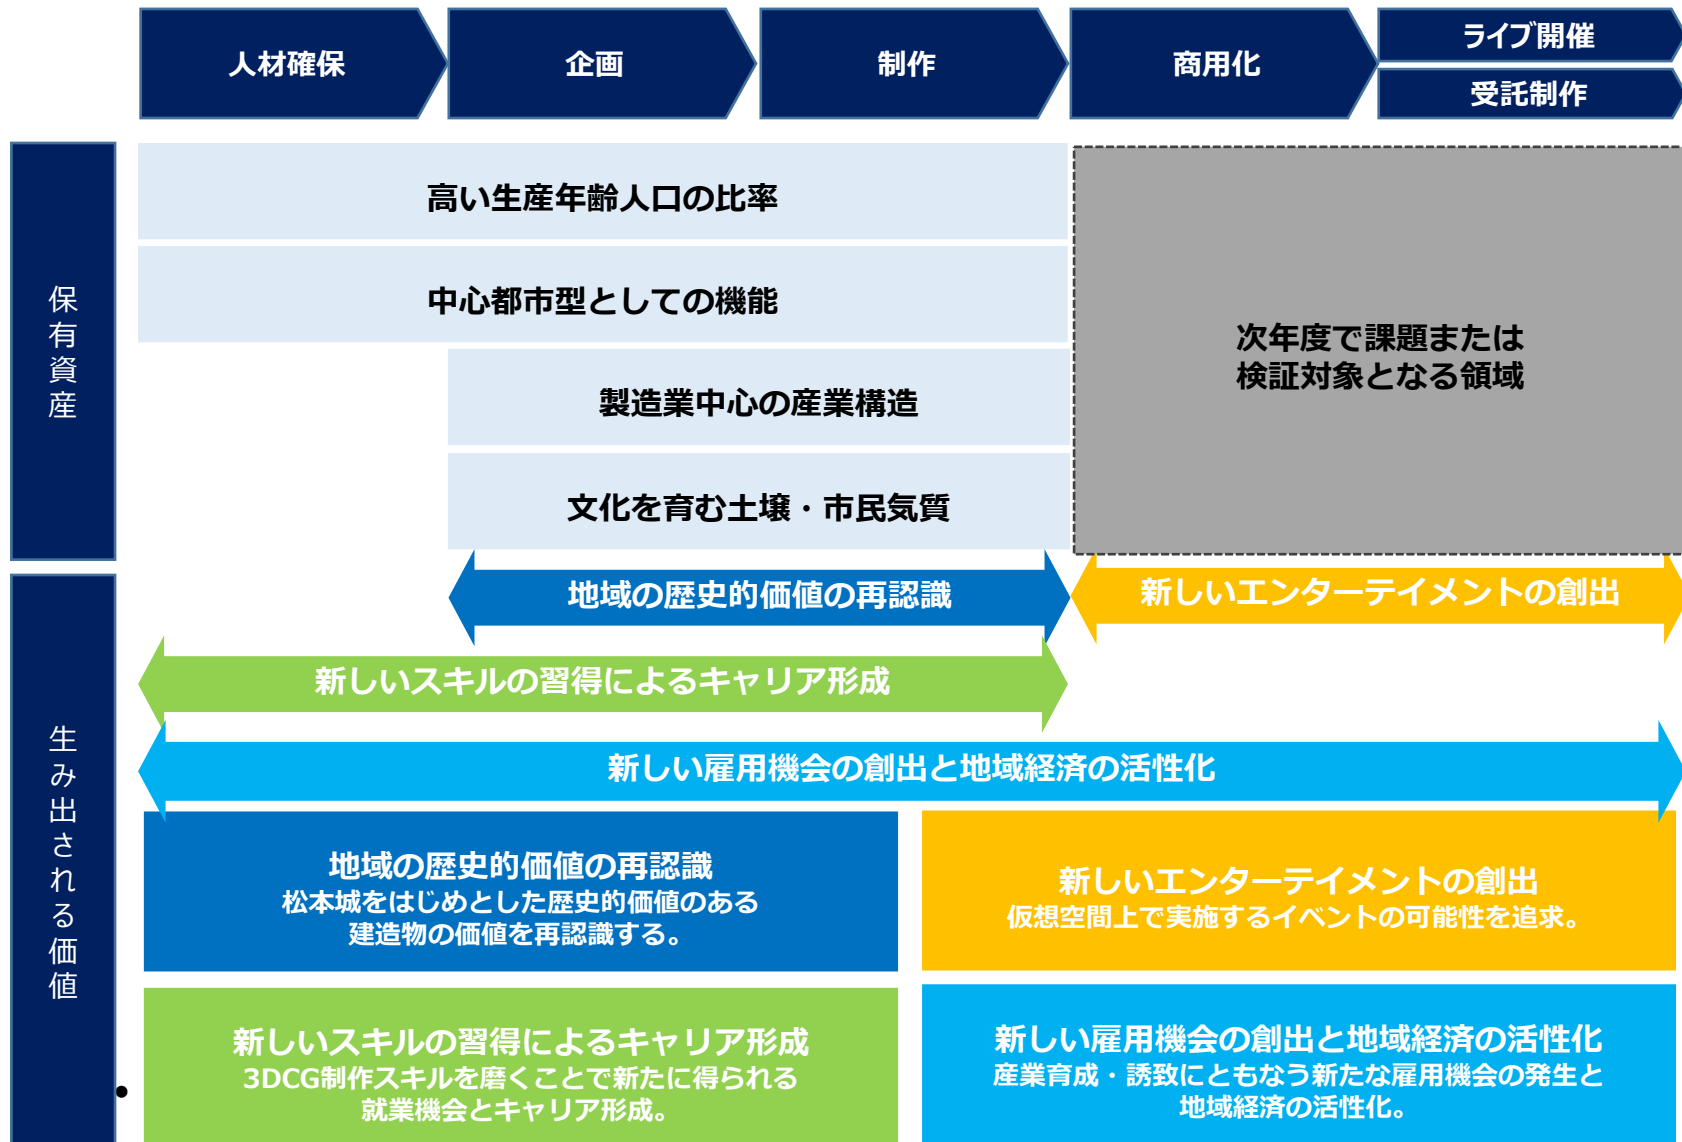 人材確保
企画
制作
商用化
ライブ開催
受託制作
保有資産
高い生産年齢人口の比率
中心都市型としての機能
製造業中心の産業構造
文化を育む土壌・市民気質
次年度で課題または
検証対象となる領域
生み出される価値
地域の歴史的価値の再認識
新しいエンターテイメントの創出
新しいスキルの習得によるキャリア形成
新しい雇用機会の創出と地域経済の活性化
地域の歴史的価値の再認識
松本城をはじめとした歴史的価値のある
建造物の価値を再認識する。
新しいエンターテイメントの創出
仮想空間上で実施するイベントの可能性を追求。
新しいスキルの習得によるキャリア形成
3DCG制作スキルを磨くことで新たに得られる
就業機会とキャリア形成。
新しい雇用機会の創出と地域経済の活性化
産業育成・誘致にともなう新たな雇用機会の発生と
地域経済の活性化。